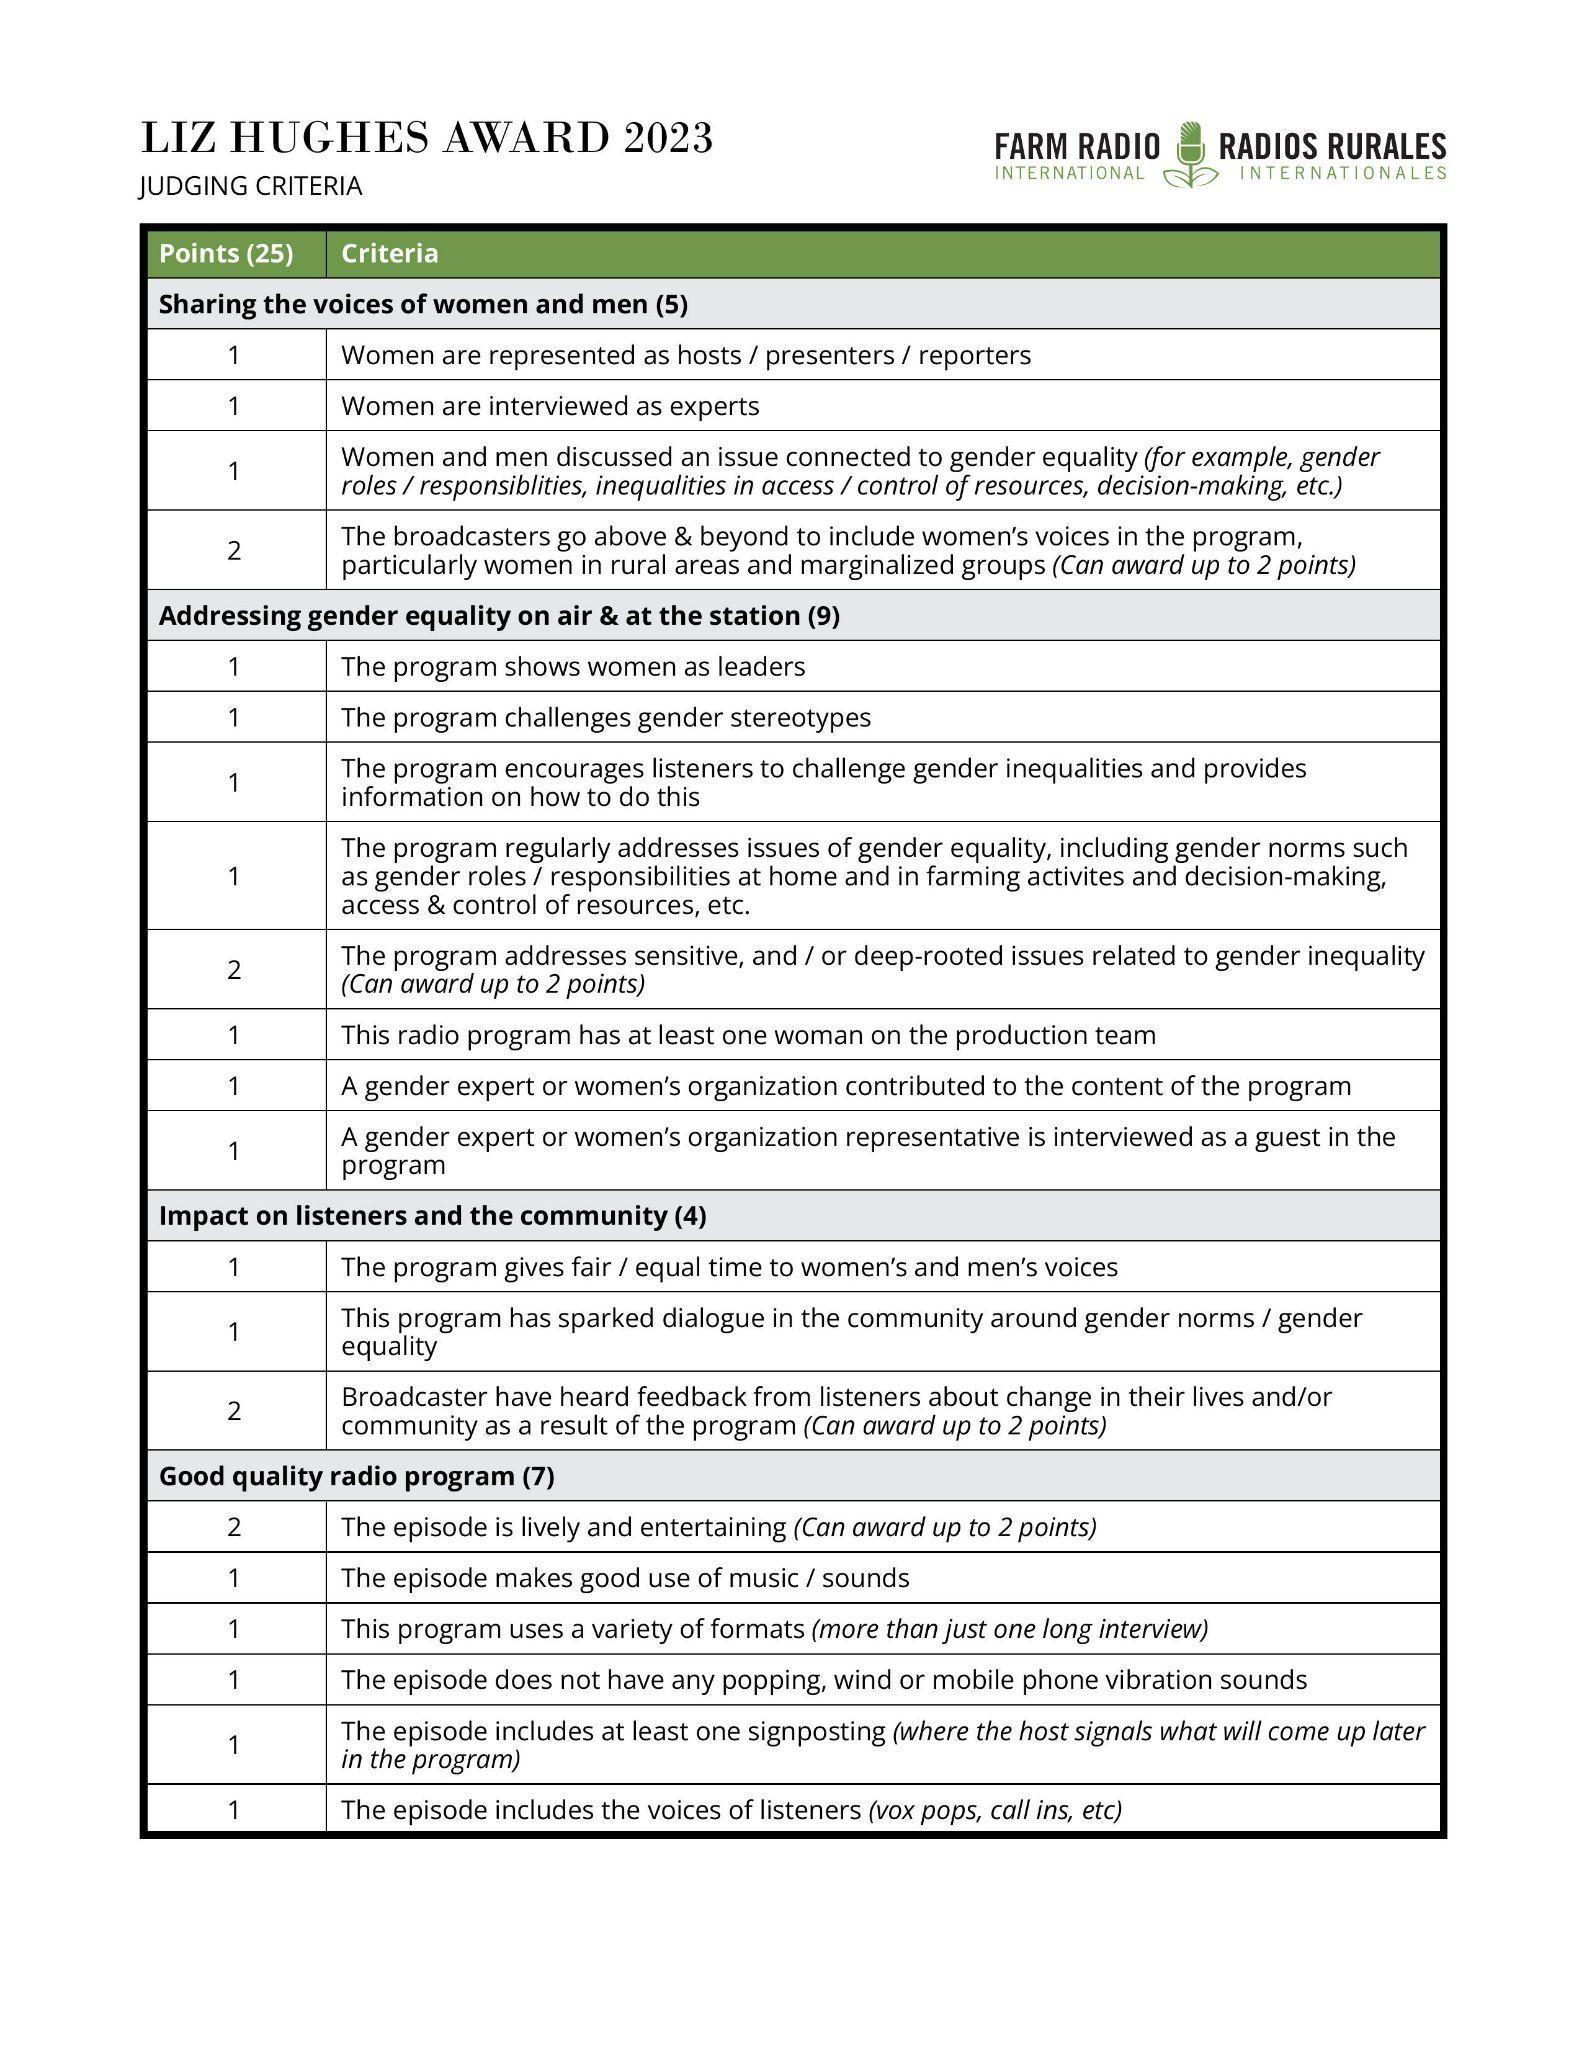 LIZ HUGHES AWARD 2023
JUDGING CRITERIA
FARM RADIO RADIOS RURALES
INTERNATIONAL INTERNATIONALES
Points (25) Criteria
Sharing the voices of women and men (5)
1 Women are represented as hosts / presenters / reporters
1 Women are interviewed as experts
1 Women and men discussed an issue connected to gender equality (for example, gender
roles / responsiblities, inequalities in access / control of resources, decision-making, etc.)
2 The broadcasters go above & beyond to include women’s voices in the program,
particularly women in rural areas and marginalized groups (Can award up to 2 points)
Addressing gender equality on air & at the station (9)
1 The program shows women as leaders
1 The program challenges gender stereotypes
1 The program encourages listeners to challenge gender inequalities and provides
information on how to do this
1 The program regularly addresses issues of gender equality, including gender norms such
as gender roles / responsibilities at home and in farming activites and decision-making,
access & control of resources, etc.
2 The program addresses sensitive, and / or deep-rooted issues related to gender inequality
(Can award up to 2 points)
1 This radio program has at least one woman on the production team
1 A gender expert or women’s organization contributed to the content of the program
1 A gender expert or women’s organization representative is interviewed as a guest in the
program
Impact on listeners and the community (4)
1 The program gives fair / equal time to women’s and men’s voices
1 This program has sparked dialogue in the community around gender norms / gender
equality
2 Broadcaster have heard feedback from listeners about change in their lives and/or
community as a result of the program (Can award up to 2 points)
Good quality radio program (7)
2 The episode is lively and entertaining (Can award up to 2 points)
1 The episode makes good use of music / sounds
1 This program uses a variety of formats (more than just one long interview)
1 The episode does not have any popping, wind or mobile phone vibration sounds
1 The episode includes at least one signposting (where the host signals what will come up later
in the program)
1 The episode includes the voices of listeners (vox pops, call ins, etc)